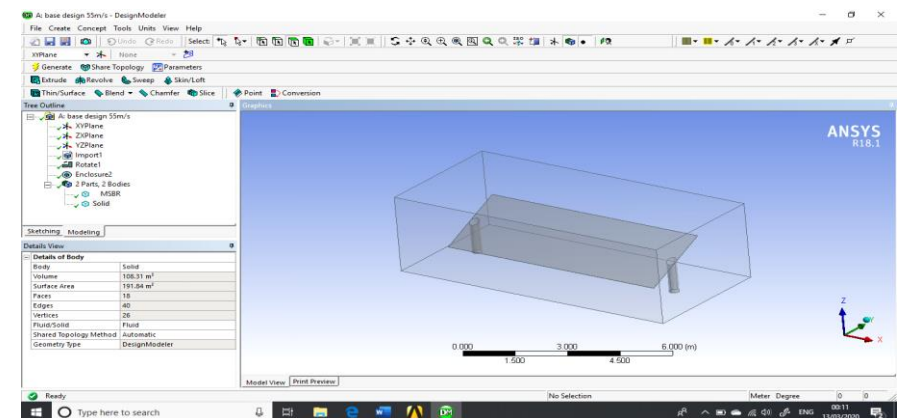 A: base design 55m/s - DesignModeler
File Create Concept Tools Units View Help
Undo Redo Select:
XYPlane None
Generate Share Topology Parameters
Extrude Revolve Sweep Skin/Loft
Thin/Surface Blend Chamfer Slice Point Conversion
Tree Outline
Graphics
A: base design 55m/s
XYPlane
ZXPlane
YZPlane
Import1
Rotate1
Enclosure2
2 Parts, 2 Bodies
MSBR
Solid
Sketching Modeling
Details View
Details of Body
Body Solid
Volume 108.31 m³
Surface Area 191.84 m²
Faces 18
Edges 40
Vertices 26
Fluid/Solid Fluid
Shared Topology Method Automatic
Geometry Type DesignModeler
ANSYS
R18.1
Z
Y
X
0.000 3.000 6.000 (m)
1.500 4.500
Model View Print Preview
Ready No Selection Meter Degree 0 0
Type here to search ENG 00:11
13/03/2020